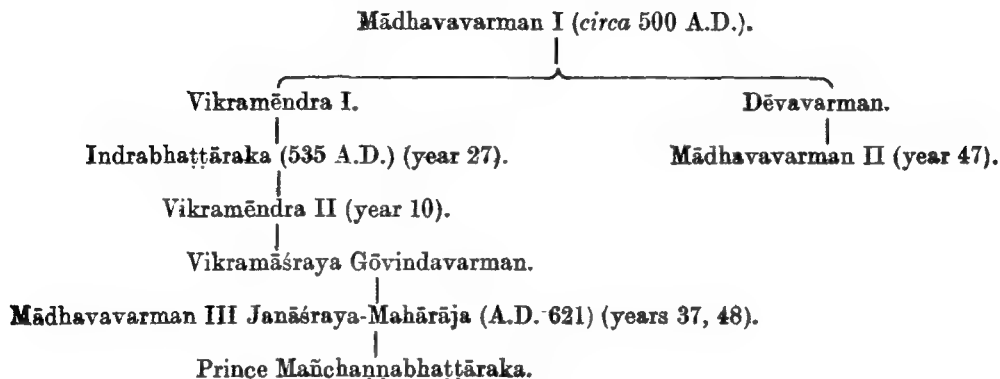 Mādhavavarman I (circa 500 A.D.).
Vikramēndra I. Dēvavarman.
Indrabhaṭṭāraka (535 A.D.) (year 27). Mādhavavarman II (year 47).
Vikramēndra II (year 10).
Vikramāśraya Gōvindavarman.
Mādhavavarman III Janāśraya-Mahārāja (A.D. 621) (years 37, 48).
Prince Mañchaṇṇabhaṭṭāraka.